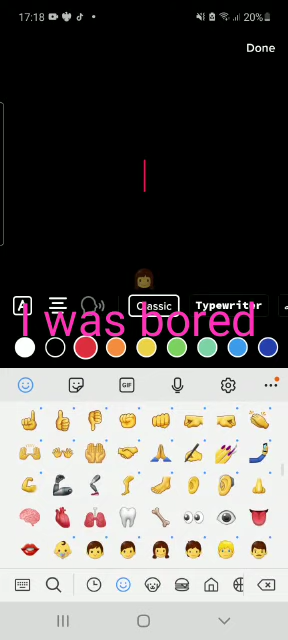 17:18
20%
Done
Classic
Typewriter
I was bored
GIF